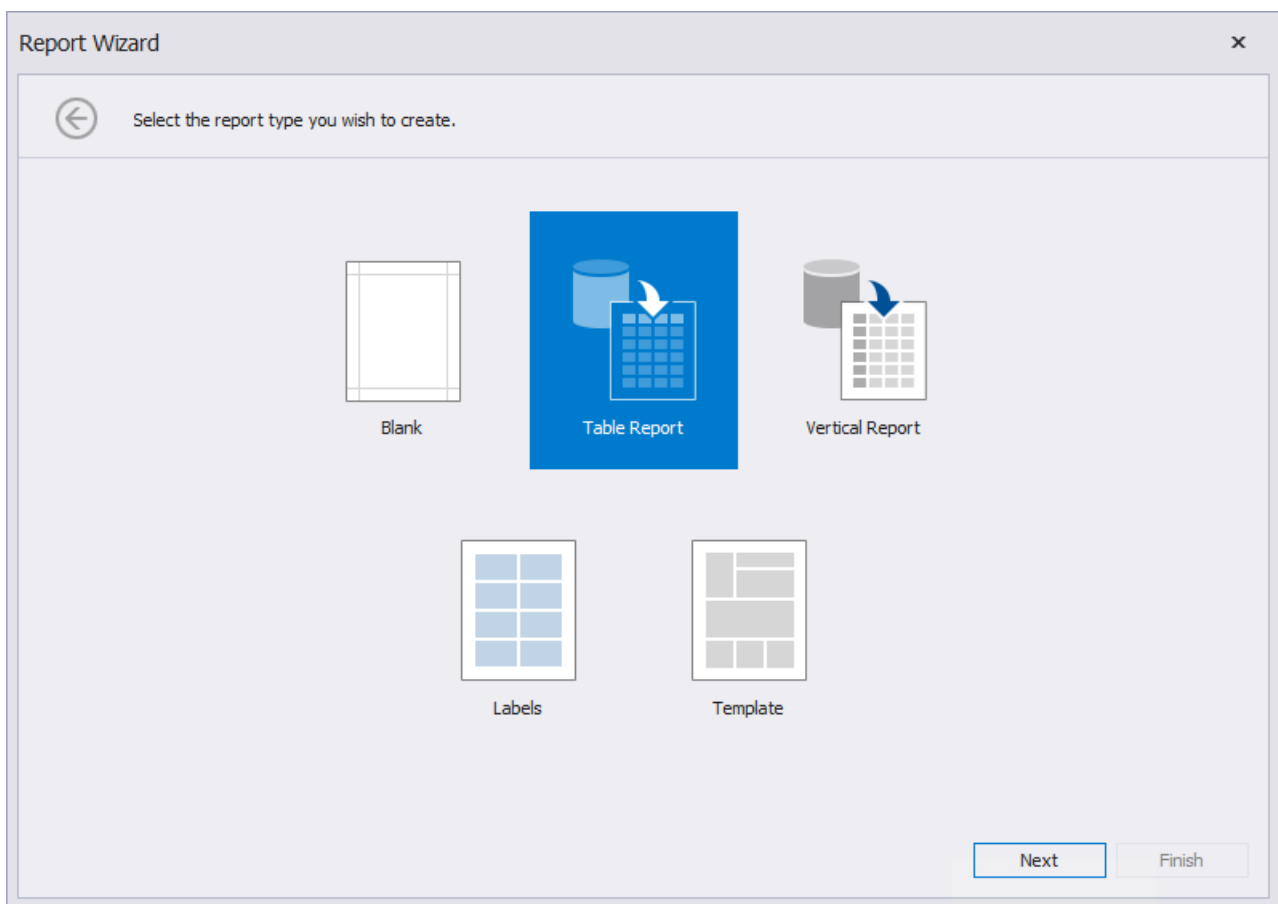 Report Wizard
Select the report type you wish to create.
Blank
Table Report
Vertical Report
Labels
Template
Next
Finish